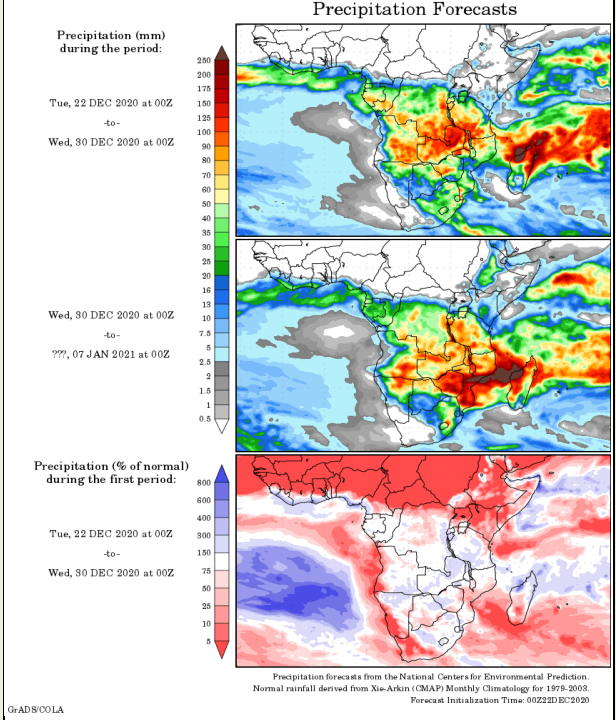 Precipitation Forecasts
Precipitation (mm)
during the period:
Tue, 22 DEC 2020 at 00Z
-to-
Wed, 30 DEC 2020 at 00Z
250
200
175
150
125
100
90
80
70
60
50
40
35
30
25
20
16
13
10
7.5
5
2.5
2
1.5
1
0.5
Wed, 30 DEC 2020 at 00Z
-to-
???, 07 JAN 2021 at 00Z
Precipitation (% of normal)
during the first period:
800
600
400
300
150
75
50
25
10
5
Tue, 22 DEC 2020 at 00Z
-to-
Wed, 30 DEC 2020 at 00Z
Precipitation forecasts from the National Centers for Environmental Prediction.
Normal rainfall derived from Xie-Arkin (CMAP) Monthly Climatology for 1979-2003.
Forecast Initialization Time: 00Z22DEC2020
GrADS/COLA